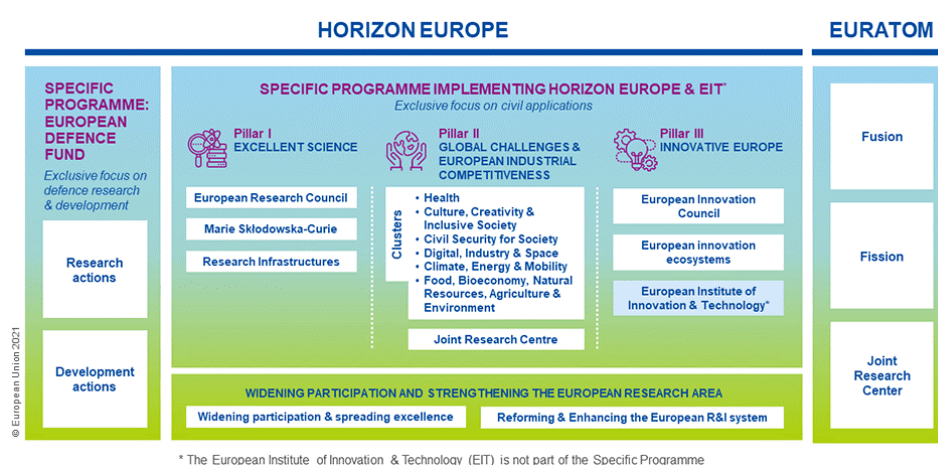 HORIZON EUROPE
EURATOM
SPECIFIC
PROGRAMME:
EUROPEAN
DEFENCE
FUND
Exclusive focus on
defence research
& development
Research
actions
Development
actions
SPECIFIC PROGRAMME IMPLEMENTING HORIZON EUROPE & EIT*
Exclusive focus on civil applications
Pillar I
EXCELLENT SCIENCE
European Research Council
Marie Skłodowska-Curie
Research Infrastructures
Pillar II
GLOBAL CHALLENGES &
EUROPEAN INDUSTRIAL
COMPETITIVENESS
Clusters
• Health
• Culture, Creativity &
Inclusive Society
• Civil Security for Society
• Digital, Industry & Space
• Climate, Energy & Mobility
• Food, Bioeconomy, Natural
Resources, Agriculture &
Environment
Joint Research Centre
Pillar III
INNOVATIVE EUROPE
European Innovation
Council
European innovation
ecosystems
European Institute of
Innovation & Technology*
WIDENING PARTICIPATION AND STRENGTHENING THE EUROPEAN RESEARCH AREA
Widening participation & spreading excellence
Reforming & Enhancing the European R&I system
Fusion
Fission
Joint
Research
Center
© European Union 2021
* The European Institute of Innovation & Technology (EIT) is not part of the Specific Programme